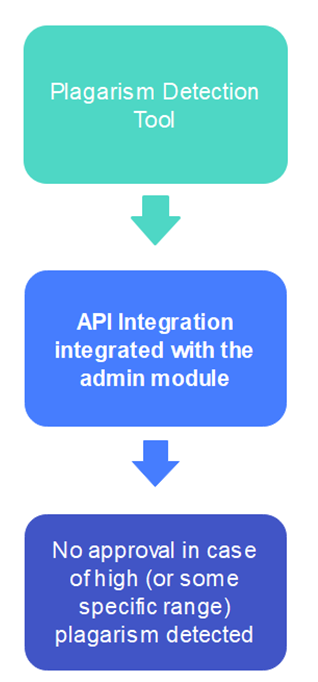 Plagarism Detection
Tool
API Integration
integrated with the
admin module
No approval in case
of high (or some
specific range)
plagarism detected